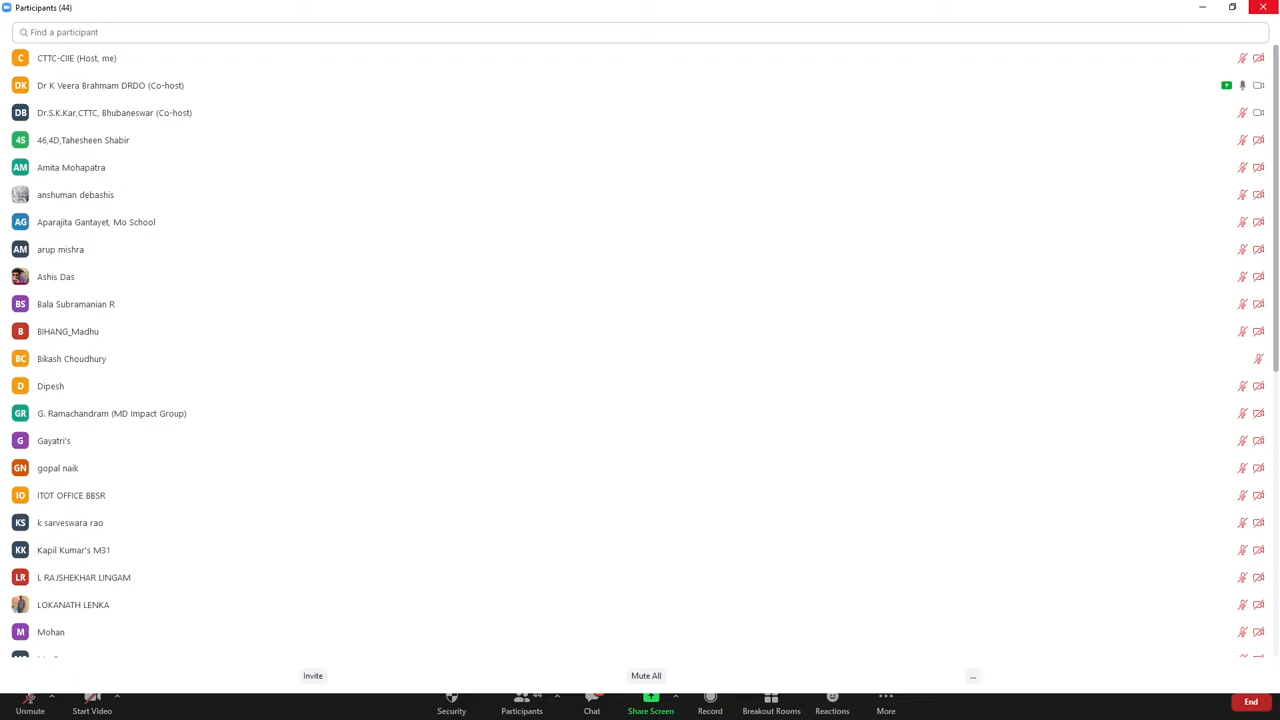 Participants (44)
Find a participant
C CTTC-CIIE (Host, me)
DK Dr K Veera Brahmam DRDO (Co-host)
DB Dr.S.K.Kar,CTTC, Bhubaneswar (Co-host)
4S 46,4D,Tahesheen Shabir
AM Amita Mohapatra
anshuman debashis
AG Aparajita Gantayet, Mo School
AM arup mishra
Ashis Das
BS Bala Subramanian R
B BIHANG_Madhu
BC Bikash Choudhury
D Dipesh
GR G. Ramachandram (MD Impact Group)
G Gayatri's
GN gopal naik
IO ITOT OFFICE BBSR
KS k sarveswara rao
KK Kapil Kumar's M31
LR L RAJSHEKHAR LINGAM
LOKANATH LENKA
M Mohan
Invite Mute All ...
44
Unmute Start Video Security Participants Chat Share Screen Record Breakout Rooms Reactions More End